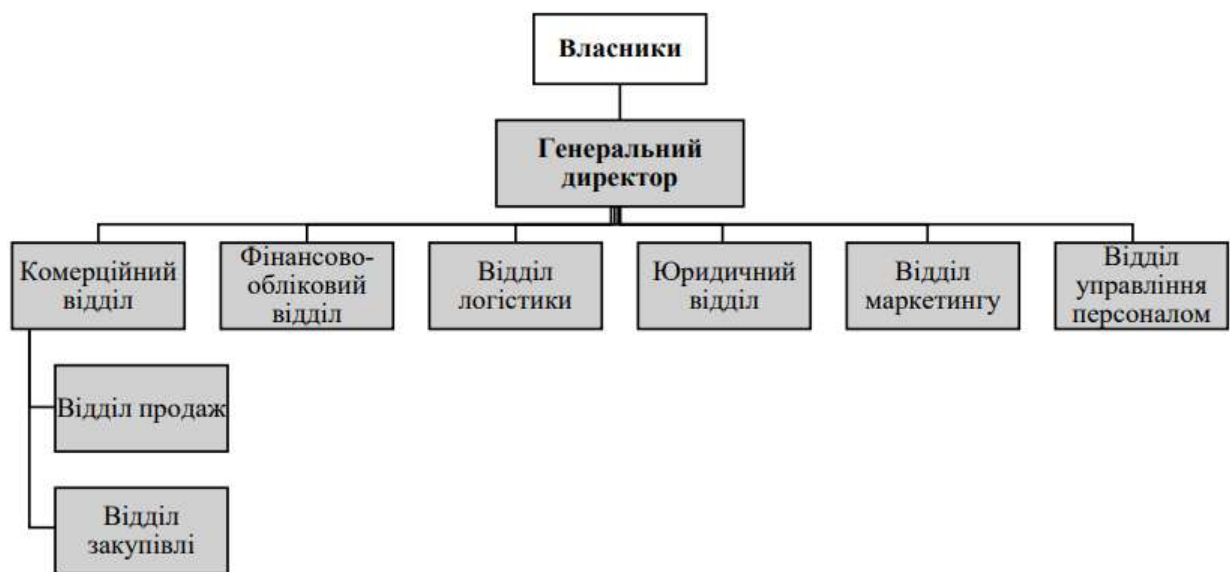 Власники
Генеральний
директор
Комерційний
відділ
Фінансово-
обліковий
відділ
Відділ
логістики
Юридичний
відділ
Відділ
маркетингу
Відділ
управління
персоналом
Відділ продаж
Відділ
закупівлі